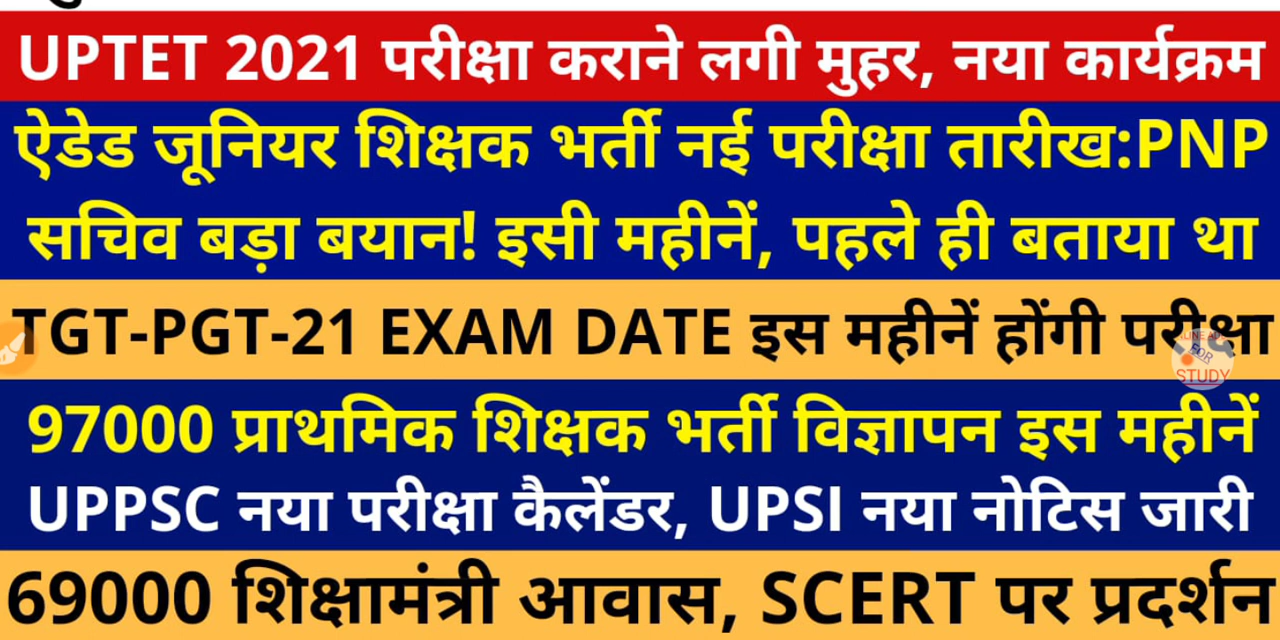 UPTET 2021 परीक्षा कराने लगी मुहर, नया कार्यक्रम
ऐडेड जूनियर शिक्षक भर्ती नई परीक्षा तारीख:PNP
सचिव बड़ा बयान! इसी महीनें, पहले ही बताया था
TGT-PGT-21 EXAM DATE इस महीनें होंगी परीक्षा
FOR
STUDY
97000 प्राथमिक शिक्षक भर्ती विज्ञापन इस महीनें
UPPSC नया परीक्षा कैलेंडर, UPSI नया नोटिस जारी
69000 शिक्षामंत्री आवास, SCERT पर प्रदर्शन